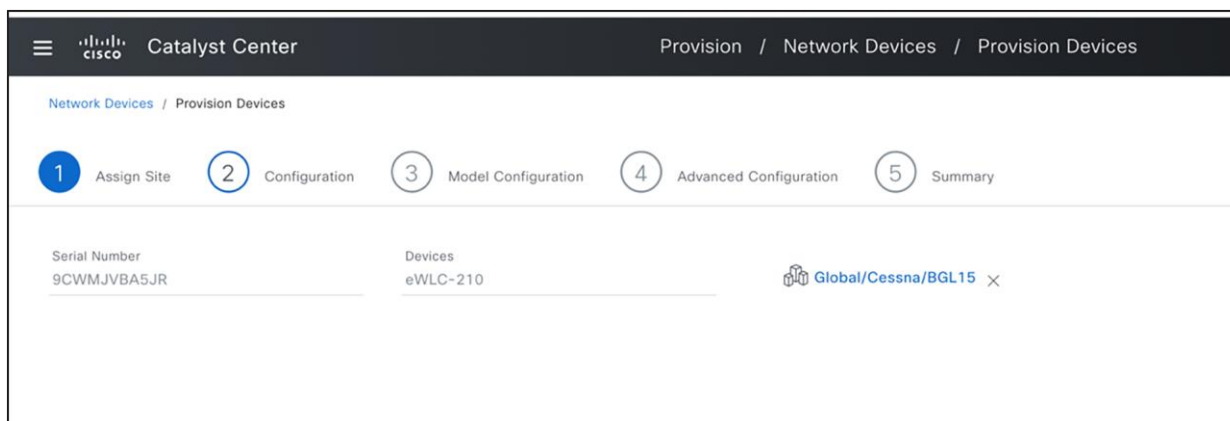 CISCO Catalyst Center Provision / Network Devices / Provision Devices
Network Devices / Provision Devices
1 Assign Site 2 Configuration 3 Model Configuration 4 Advanced Configuration 5 Summary
Serial Number Devices
9CWMJVBA5JR eWLC-210 Global/Cessna/BGL15